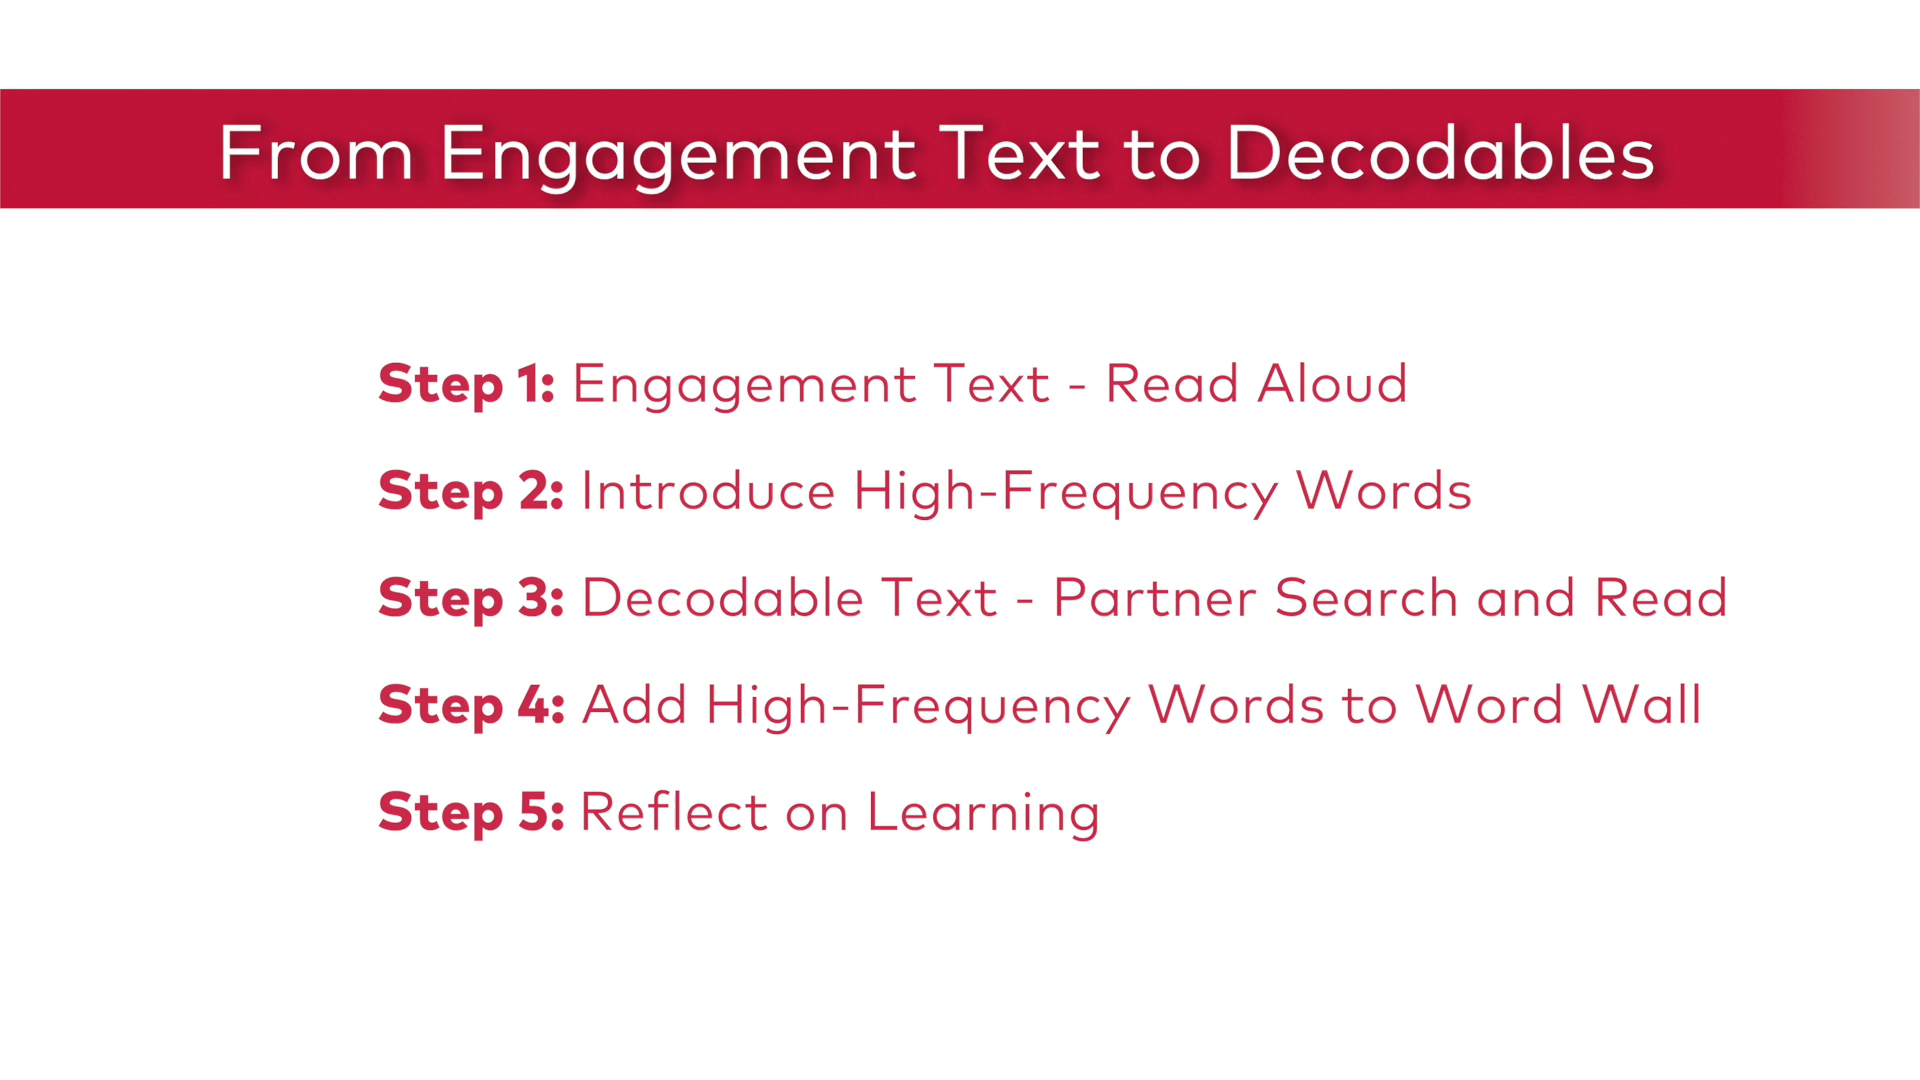 From Engagement Text to Decodables
Step 1: Engagement Text - Read Aloud
Step 2: Introduce High-Frequency Words
Step 3: Decodable Text - Partner Search and Read
Step 4: Add High-Frequency Words to Word Wall
Step 5: Reflect on Learning